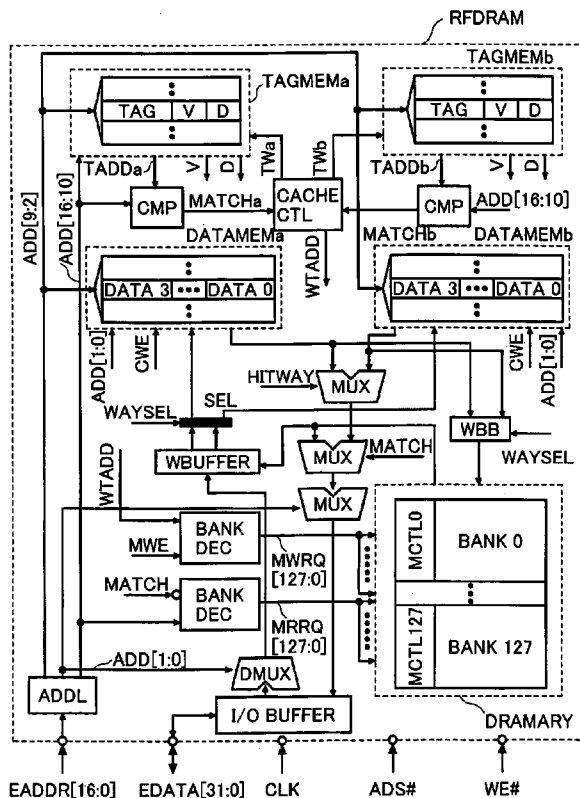 RFDRAM
TAGMEMa
TAGMEMb
TAG V D
TAG V D
TADDa
V
D
TWa
TWb
TADDb
V
D
ADD[9:2]
ADD[16:10]
CMP
MATCHa
CACHE CTL
CMP
ADD[16:10]
DATAMEMa
WTADD
MATCHb
DATAMEMb
DATA 3 ••• DATA 0
DATA 3 ••• DATA 0
ADD[1:0]
CWE
CWE
ADD[1:0]
HITWAY
MUX
WAYSEL
SEL
WBUFFER
MUX
MATCH
WBB
WAYSEL
WTADD
MUX
MWE
BANK DEC
MWRQ [127:0]
MATCH
BANK DEC
MRRQ [127:0]
MCTL0
BANK 0
MCTL127
BANK 127
ADD[1:0]
DMUX
ADDL
I/O BUFFER
DRAMARY
EADDR[16:0]
EDATA[31:0]
CLK
ADS#
WE#